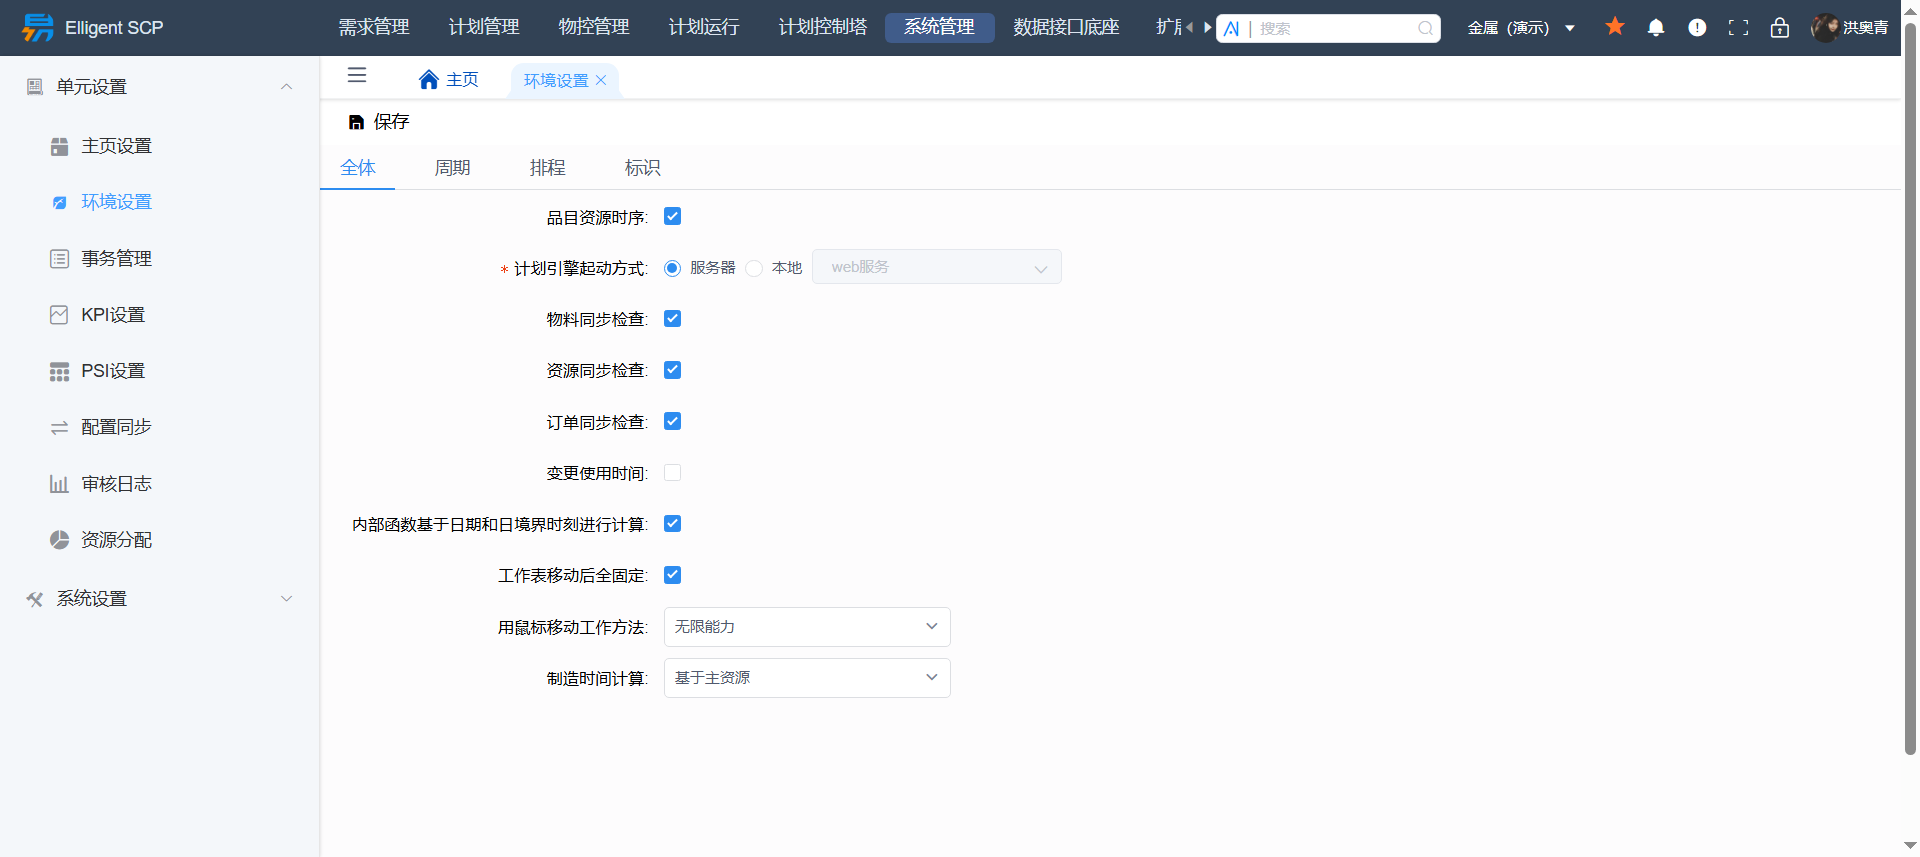 Elligent SCP
需求管理 计划管理 物控管理 计划运行 计划控制塔 系统管理 数据接口底座
AI | 搜索
金属（演示）
洪奥青
单元设置
主页设置
环境设置
事务管理
KPI设置
PSI设置
配置同步
审核日志
资源分配
系统设置
主页 环境设置
保存
全体 周期 排程 标识
品目资源时序:
* 计划引擎起动方式: 服务器 本地 web服务
物料同步检查:
资源同步检查:
订单同步检查:
变更使用时间:
内部函数基于日期和日境界时刻进行计算:
工作表移动后全固定:
用鼠标移动工作方法: 无限能力
制造时间计算: 基于主资源